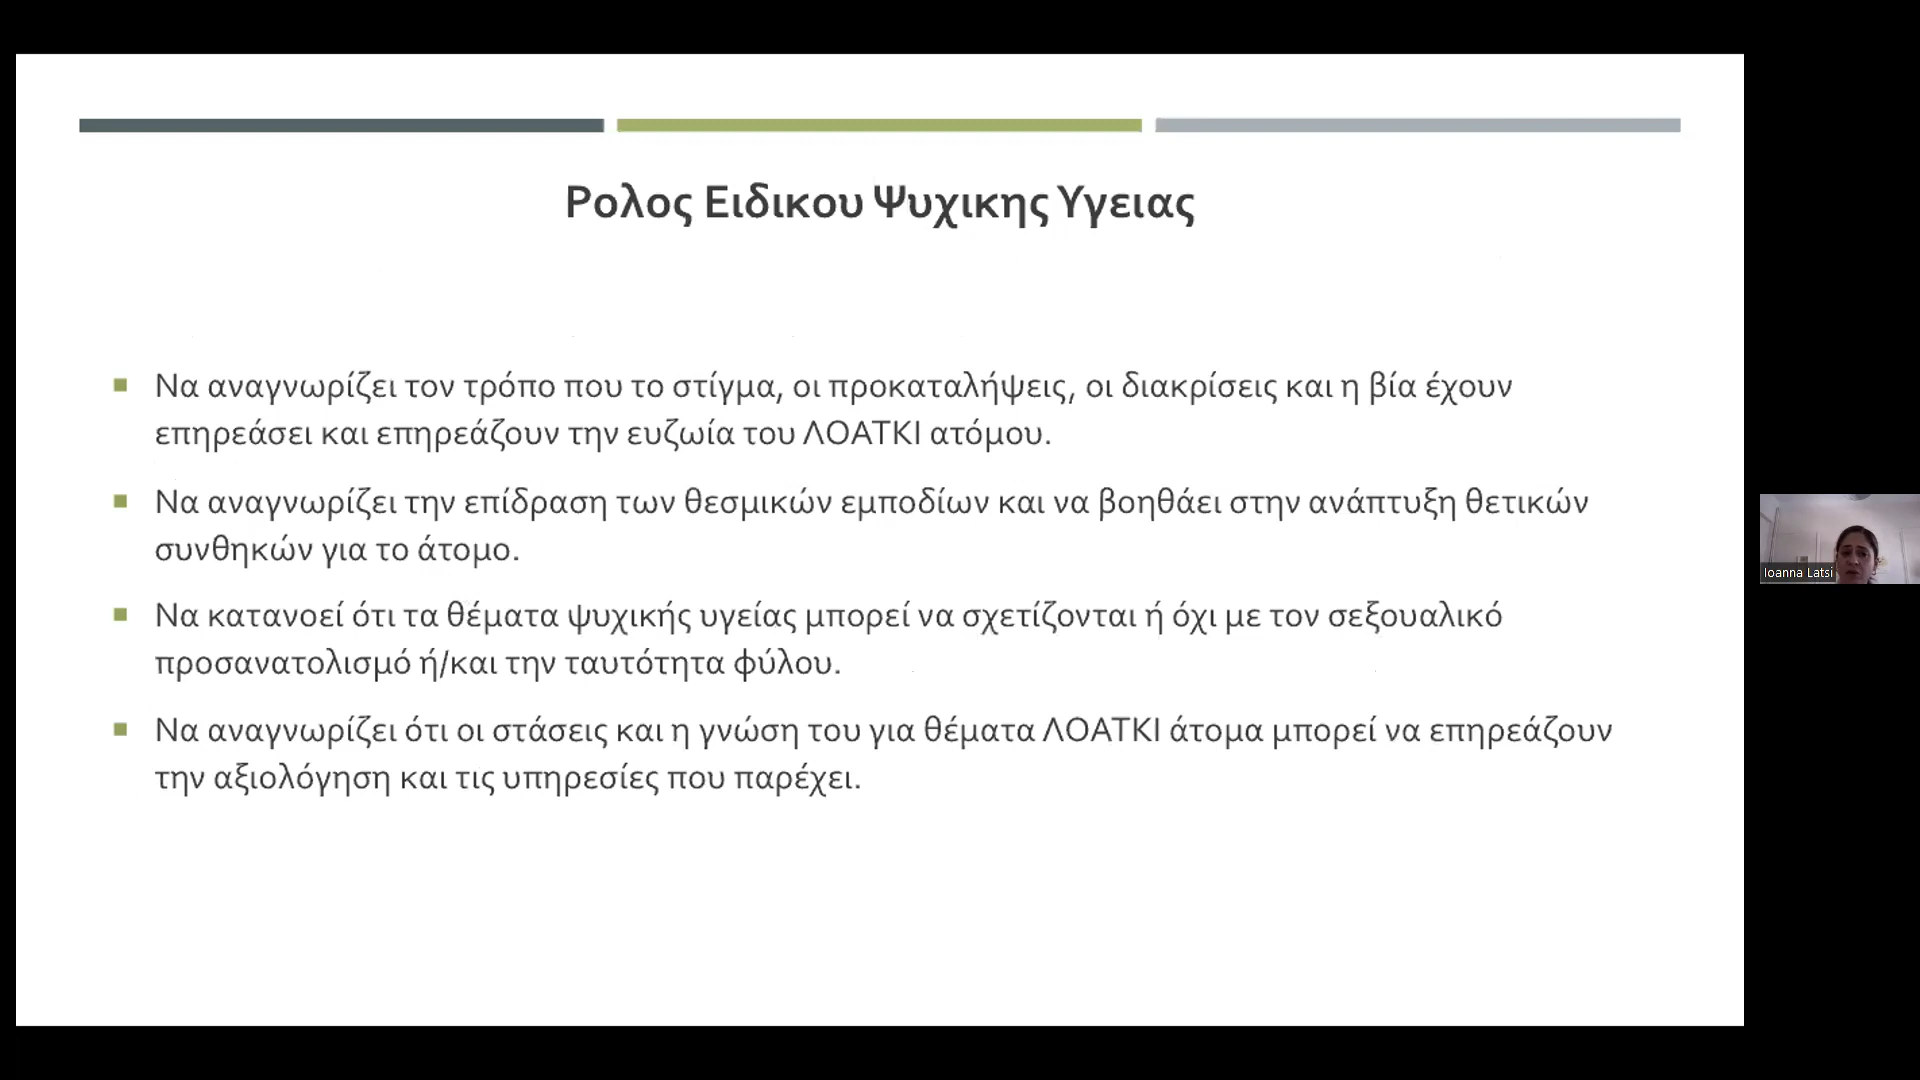 Ρολος Ειδικου Ψυχικης Υγειας
Να αναγνωρίζει τον τρόπο που το στίγμα, οι προκαταλήψεις, οι διακρίσεις και η βία έχουν
επηρεάσει και επηρεάζουν την ευζωία του ΛΟΑΤΚΙ ατόμου.
Να αναγνωρίζει την επίδραση των θεσμικών εμποδίων και να βοηθάει στην ανάπτυξη θετικών
συνθηκών για το άτομο.
Να κατανοεί ότι τα θέματα ψυχικής υγείας μπορεί να σχετίζονται ή όχι με τον σεξουαλικό
προσανατολισμό ή/και την ταυτότητα φύλου.
Να αναγνωρίζει ότι οι στάσεις και η γνώση του για θέματα ΛΟΑΤΚΙ άτομα μπορεί να επηρεάζουν
την αξιολόγηση και τις υπηρεσίες που παρέχει.
Ioanna Latsi